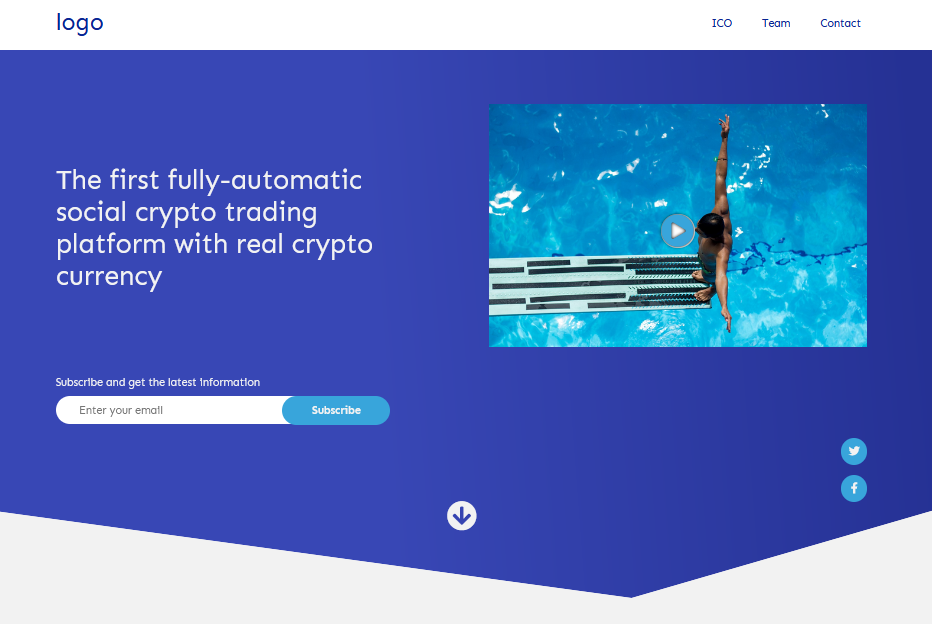 logo
ICO
Team
Contact
The first fully-automatic
social crypto trading
platform with real crypto
currency
Subscribe and get the latest information
Enter your email
Subscribe